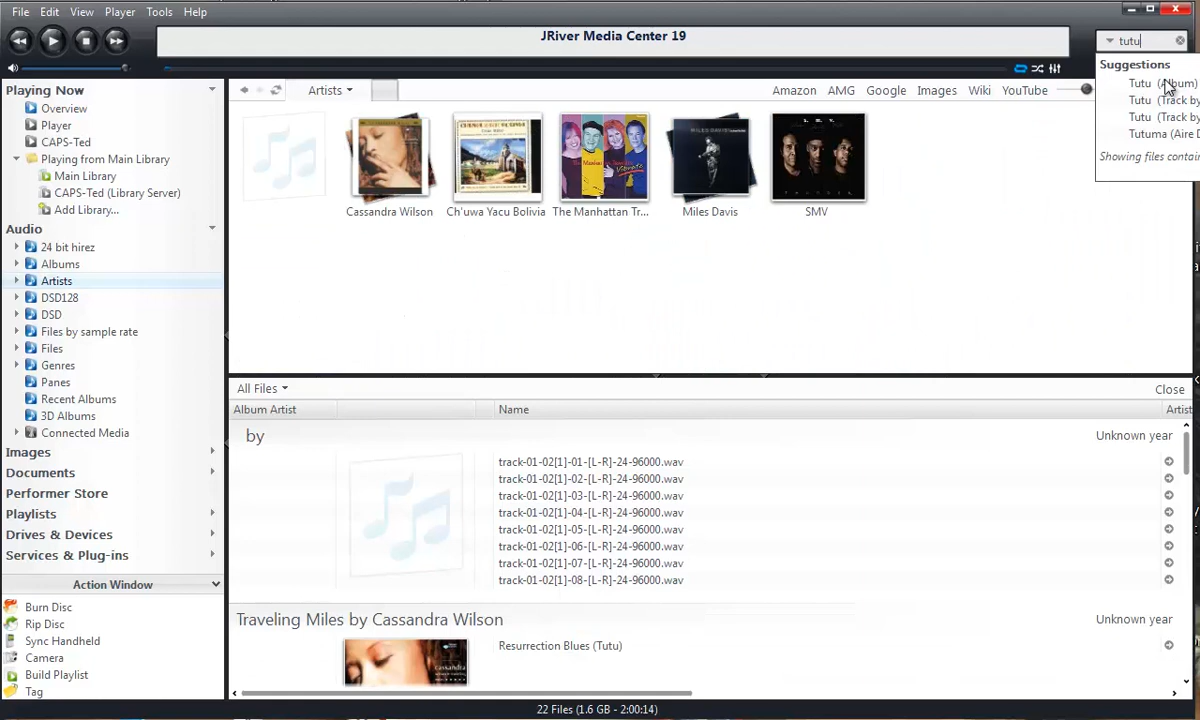 File Edit View Player Tools Help
JRiver Media Center 19
tutu
Suggestions
Tutu (Album)
Tutu (Track by
Tutu (Track by
Tutuma (Aire D
Showing files contai
Playing Now
Overview
Player
CAPS-Ted
Playing from Main Library
Main Library
CAPS-Ted (Library Server)
Add Library...
Audio
24 bit hirez
Albums
Artists
DSD128
DSD
Files by sample rate
Files
Genres
Panes
Recent Albums
3D Albums
Connected Media
Images
Documents
Performer Store
Playlists
Drives & Devices
Services & Plug-ins
Action Window
Burn Disc
Rip Disc
Sync Handheld
Camera
Build Playlist
Tag
Artists
Amazon AMG Google Images Wiki YouTube
Cassandra Wilson
Ch'uwa Yacu Bolivia
The Manhattan Tr...
Miles Davis
SMV
All Files
Close
Album Artist Name Artist
by
Unknown year
track-01-02[1]-01-[L-R]-24-96000.wav
track-01-02[1]-02-[L-R]-24-96000.wav
track-01-02[1]-03-[L-R]-24-96000.wav
track-01-02[1]-04-[L-R]-24-96000.wav
track-01-02[1]-05-[L-R]-24-96000.wav
track-01-02[1]-06-[L-R]-24-96000.wav
track-01-02[1]-07-[L-R]-24-96000.wav
track-01-02[1]-08-[L-R]-24-96000.wav
Traveling Miles by Cassandra Wilson
Unknown year
Resurrection Blues (Tutu)
22 Files (1.6 GB - 2:00:14)